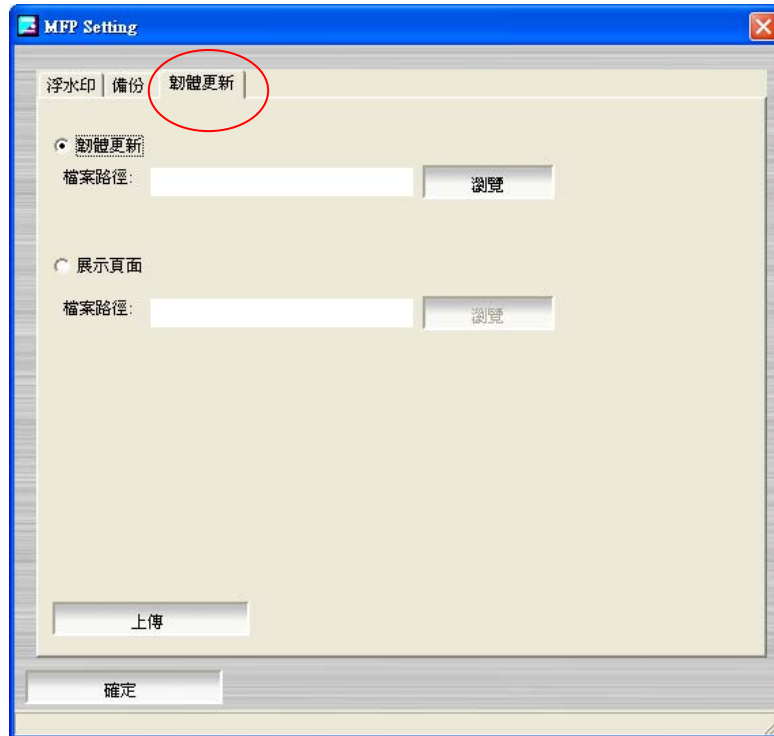 MFP Setting
浮水印 備份 韌體更新
韌體更新
檔案路徑: 瀏覽
展示頁面
檔案路徑: 瀏覽
上傳
確定